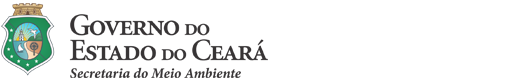 GOVERNO DO
ESTADO DO CEARÁ
Secretaria do Meio Ambiente